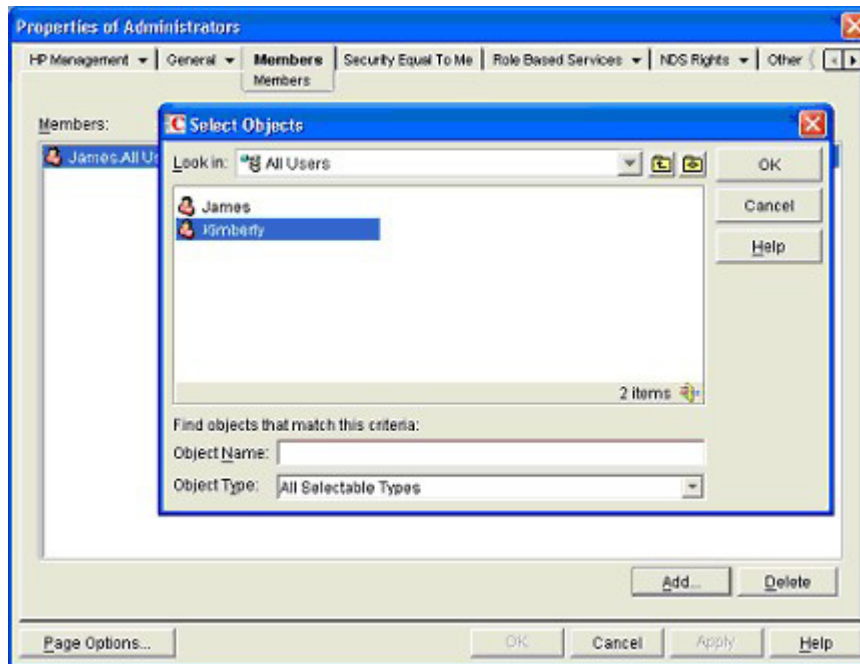 Properties of Administrators
HP Management General Members Security Equal To Me Role Based Services NDS Rights Other
Members
Members:
James.All Us
Select Objects
Look in: All Users
OK
James
Cancel
Kimberly
Help
2 items
Find objects that match this criteria:
Object Name:
Object Type: All Selectable Types
Add... Delete
Page Options... OK Cancel Apply Help